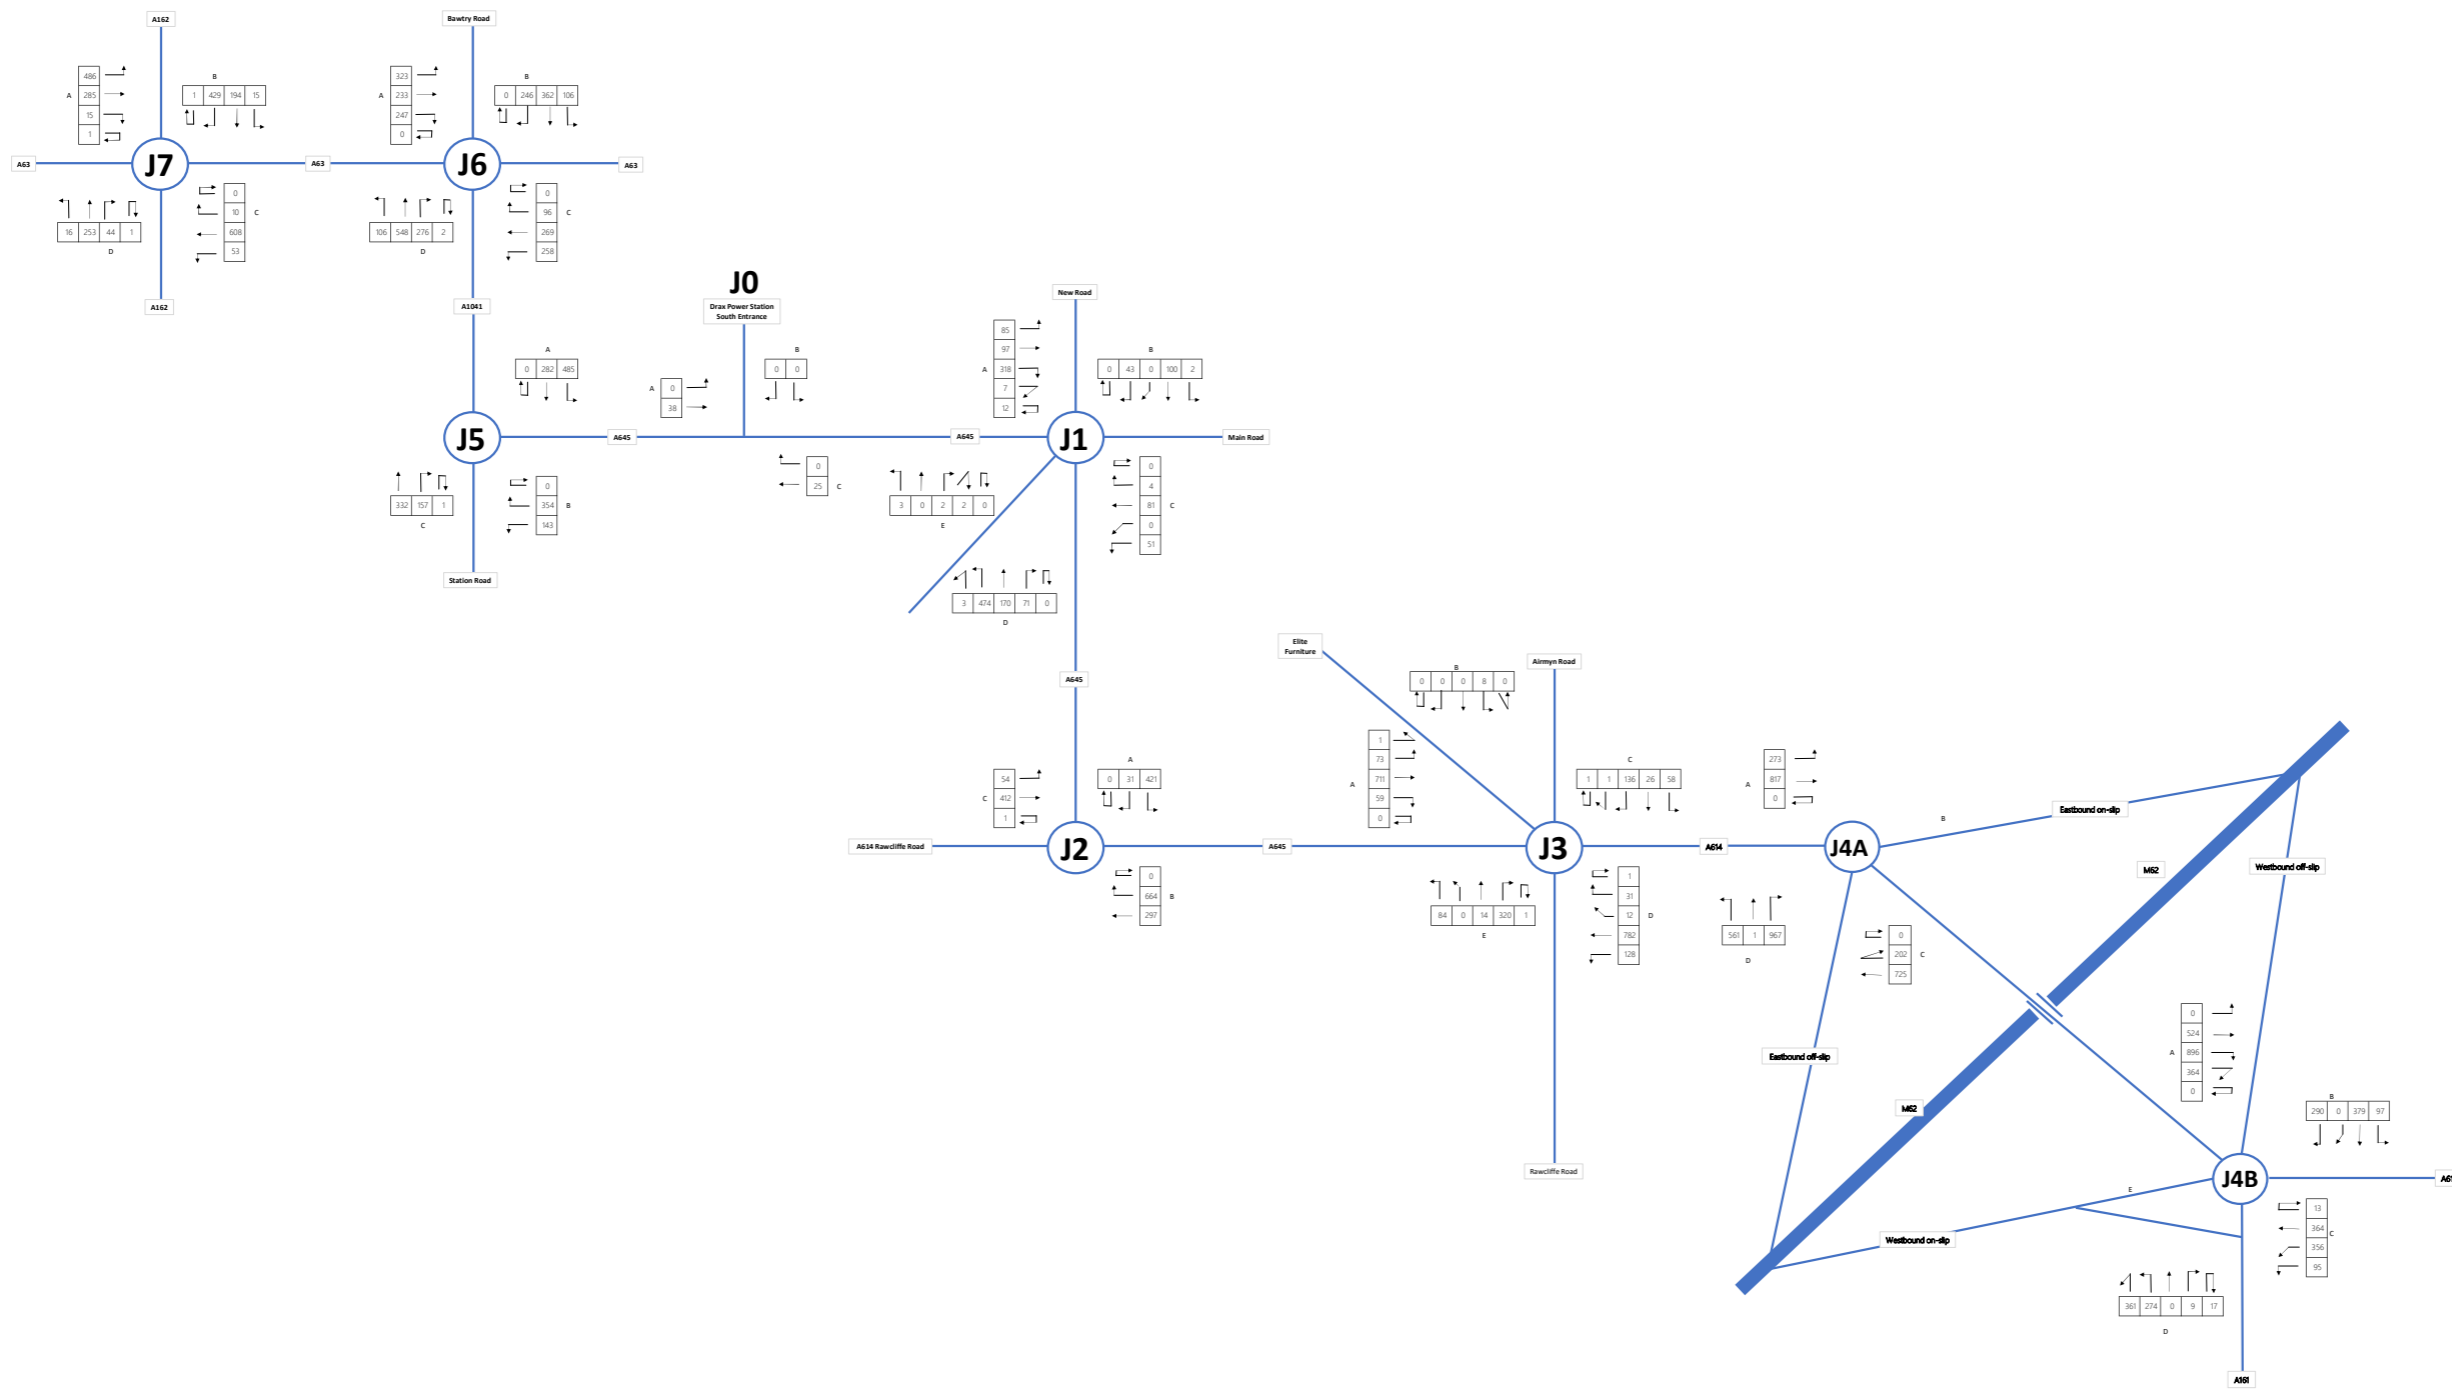 A162
Bawtry Road
486
285
15
1
A
B
1 429 194 15
323
233
247
0
A
B
0 246 362 106
A63
J7
A63
J6
A63
16 253 44 1
D
0
10
608
53
C
106 548 276 2
D
0
96
269
258
C
A162
A1041
J0
Drax Power Station
South Entrance
New Road
A
0 282 485
A
0
38
B
0 0
85
97
318
7
12
A
B
0 43 0 100 2
J5
A645
A645
J1
Main Road
332 157 1
C
0
354
143
B
0
25
C
3 0 2 2 0
E
0
4
81
0
51
C
Station Road
3 474 170 71 0
D
Elite
Furniture
Airmyn Road
A645
B
0 0 0 8 0
54
412
1
C
A
0 31 421
1
73
711
59
0
A
C
1 1 136 26 58
273
817
0
A
A614 Rawcliffe Road
J2
A645
J3
A614
J4A
B
Eastbound on-slip
M62
Westbound off-slip
0
664
297
B
84 0 14 320 1
E
1
31
12
782
128
D
561 1 967
D
0
202
725
C
Eastbound off-slip
M62
0
524
896
364
0
A
B
290 0 379 97
Rawcliffe Road
J4B
E
Westbound on-slip
13
364
356
95
C
361 274 0 9 17
D
A161